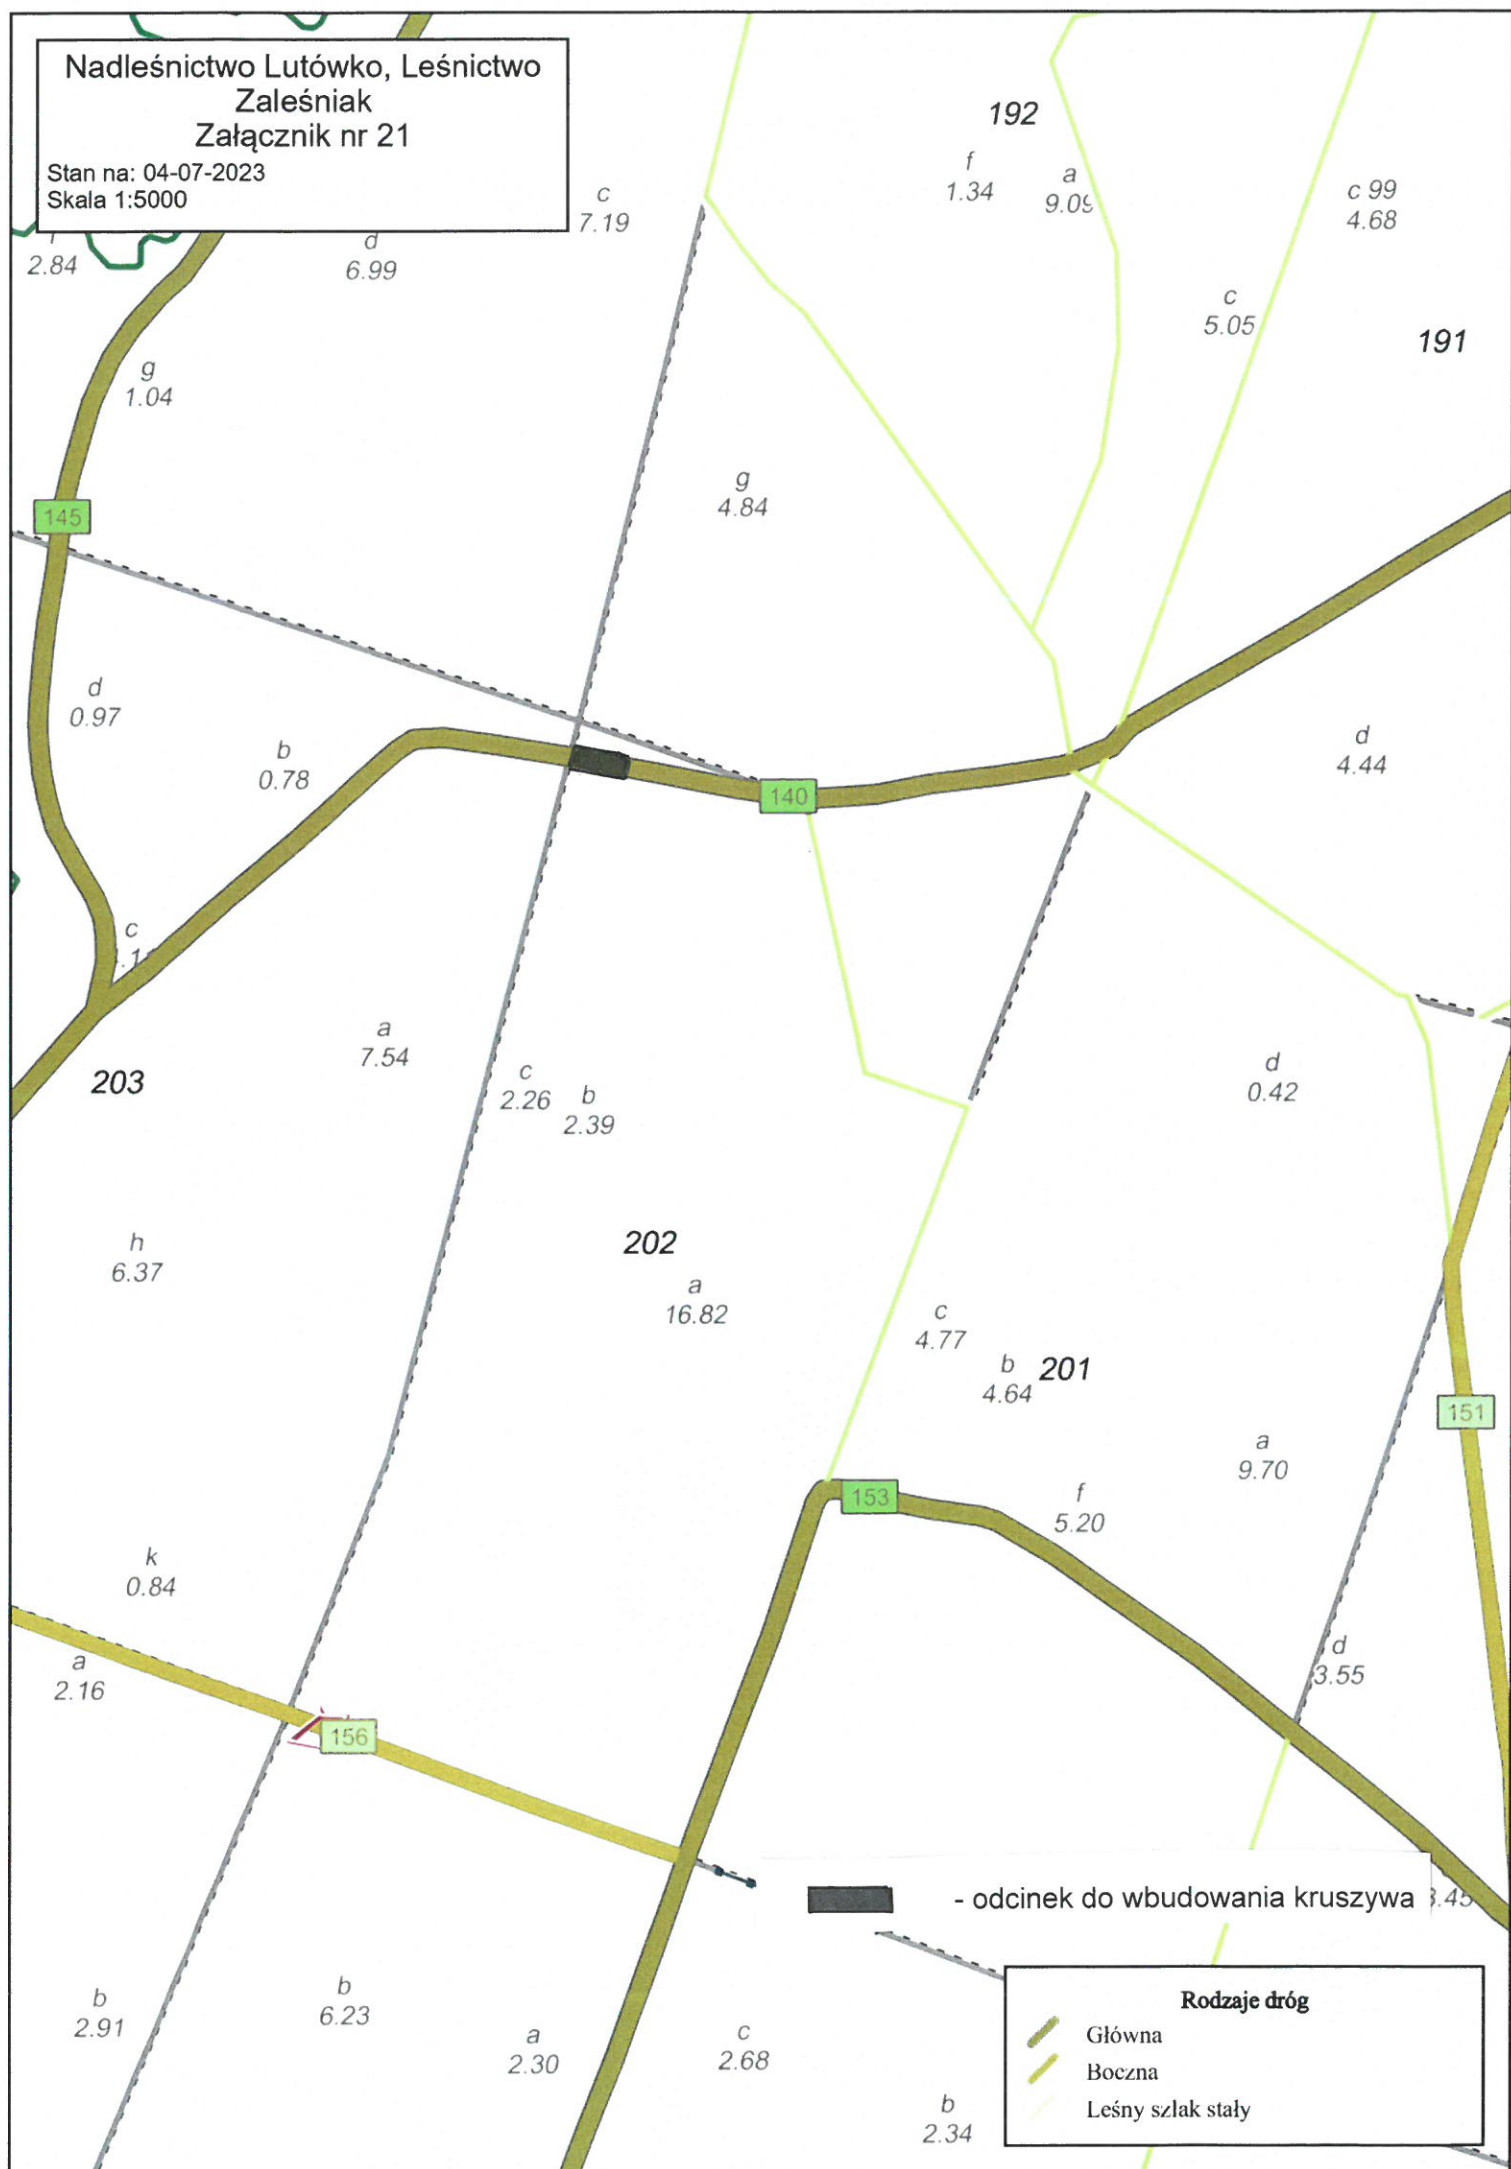 Nadleśnictwo Lutówko, Leśnictwo
Zaleśniak
Załącznik nr 21
Stan na: 04-07-2023
Skala 1:5000
192
f
1.34
a
9.09
c
7.19
c 99
4.68
2.84
d
6.99
c
5.05
191
g
1.04
g
4.84
145
d
0.97
b
0.78
d
4.44
140
c
a
7.54
203
c
2.26
b
2.39
d
0.42
h
6.37
202
a
16.82
c
4.77
b
4.64
201
151
a
9.70
153
f
5.20
k
0.84
a
2.16
d
3.55
156
- odcinek do wbudowania kruszywa
3.45
b
2.91
b
6.23
a
2.30
c
2.68
b
2.34
Rodzaje dróg
Główna
Boczna
Leśny szlak stały